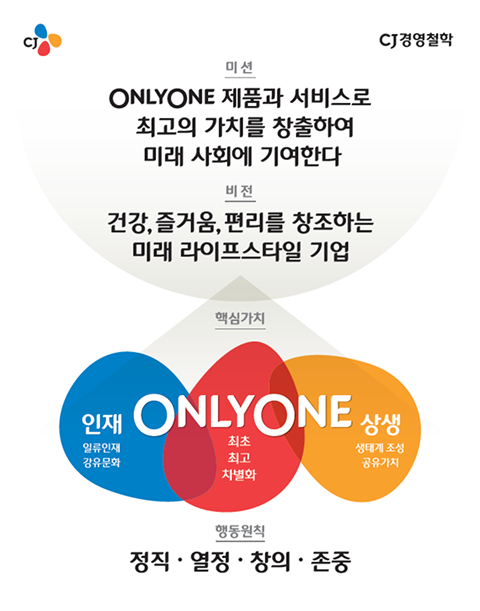 CJ
CJ경영철학
미션
ONLYONE 제품과 서비스로
최고의 가치를 창출하여
미래 사회에 기여한다
비전
건강, 즐거움, 편리를 창조하는
미래 라이프스타일 기업
핵심가치
인재
일류인재
강유문화
ONLYONE
최초
최고
차별화
상생
생태계 조성
공유가치
행동원칙
정직 · 열정 · 창의 · 존중